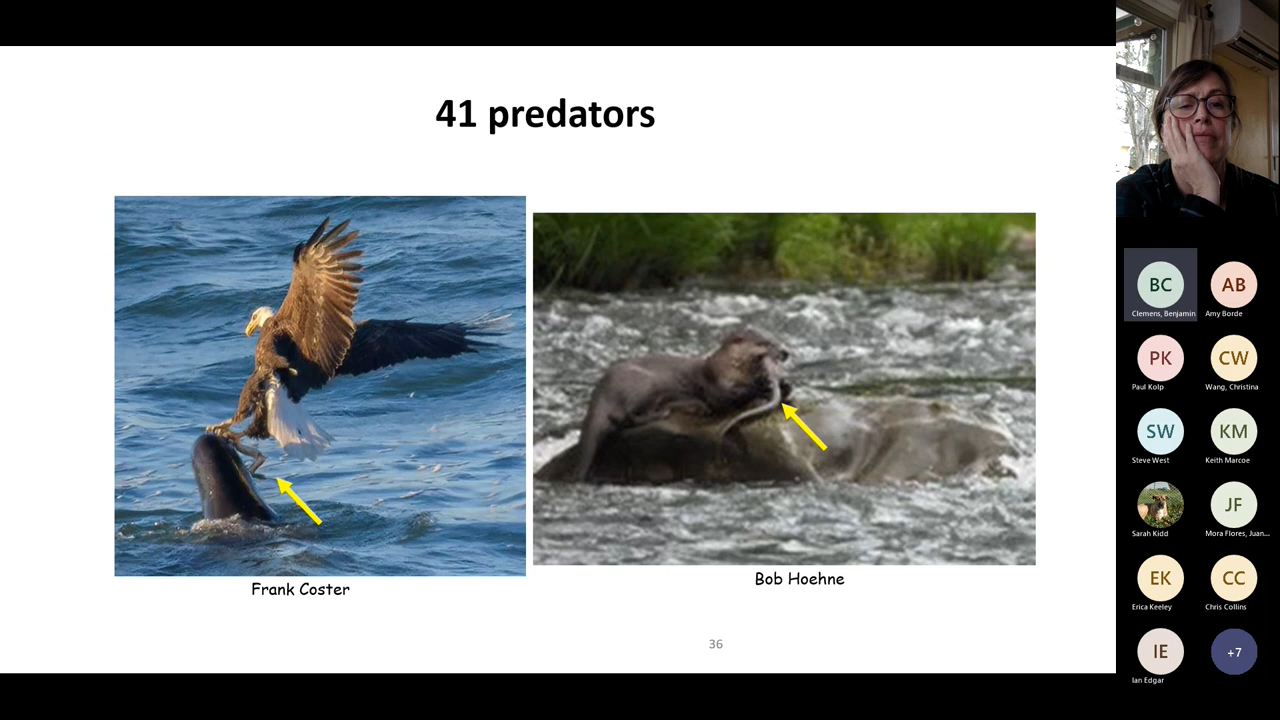 41 predators
Frank Coster
Bob Hoehne
36
BC
Clemens, Benjamin
AB
Amy Borde
PK
Paul Kolp
CW
Wang, Christina
SW
Steve West
KM
Keith Marcoe
Sarah Kidd
JF
Mora Flores, Juan...
EK
Erica Keeley
CC
Chris Collins
IE
Ian Edgar
+7